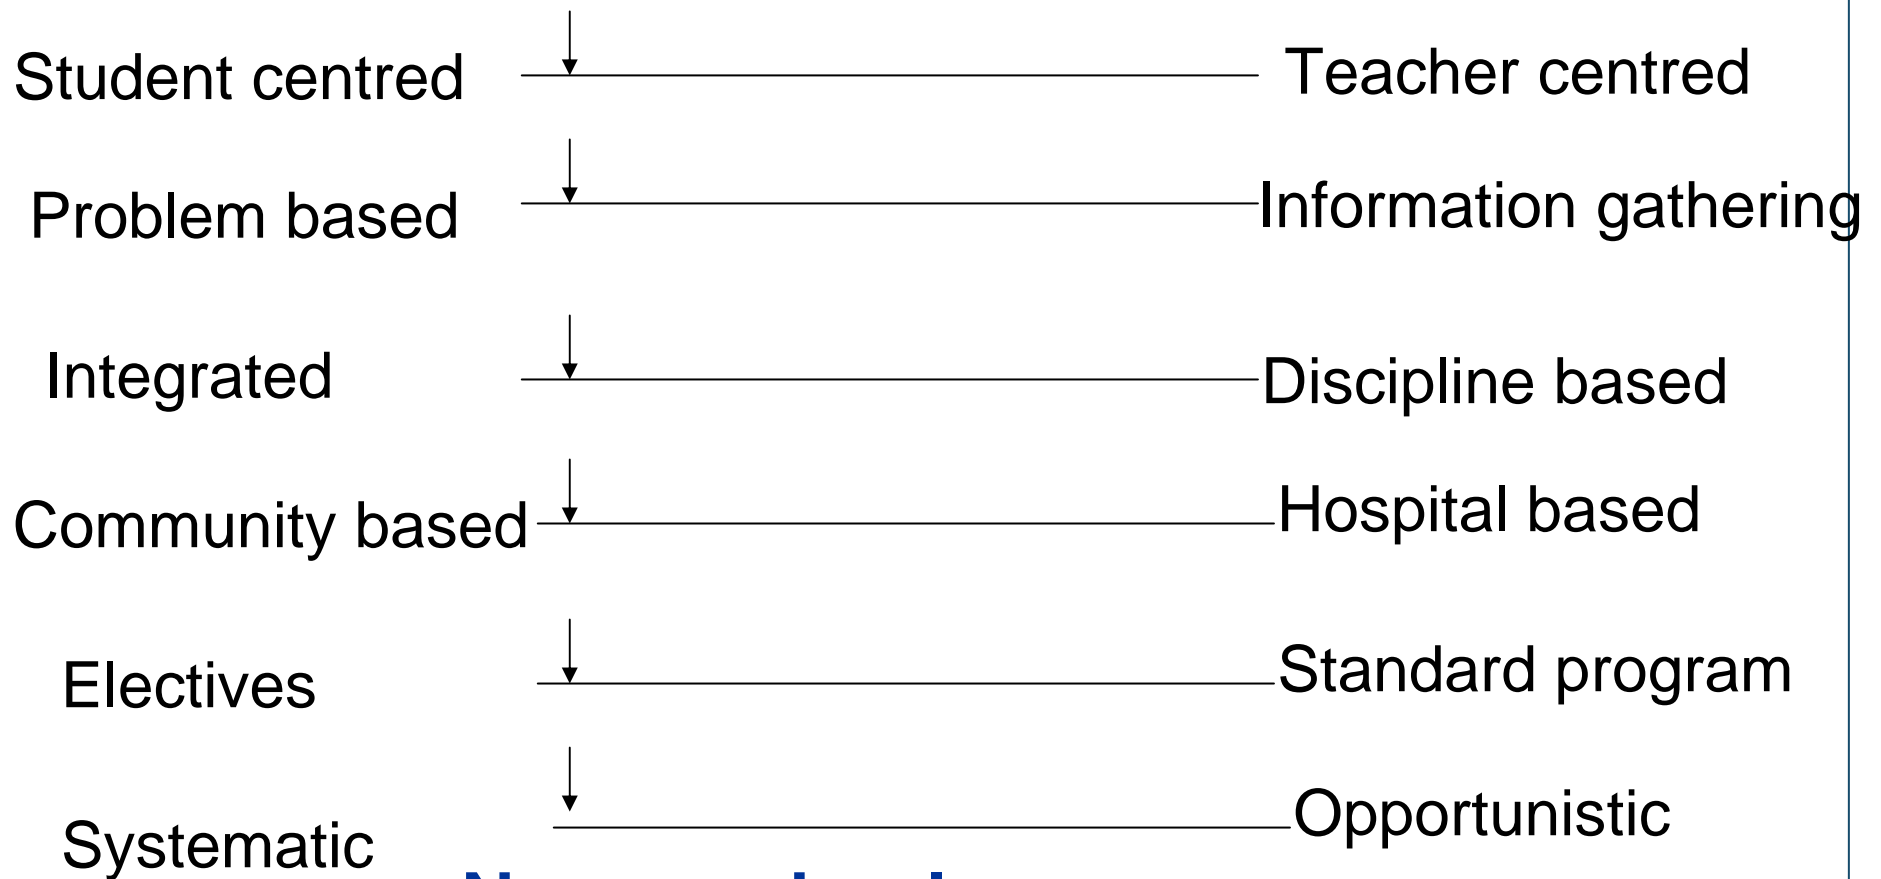 Student centred Teacher centred
Problem based Information gathering
Integrated Discipline based
Community based Hospital based
Electives Standard program
Systematic Opportunistic